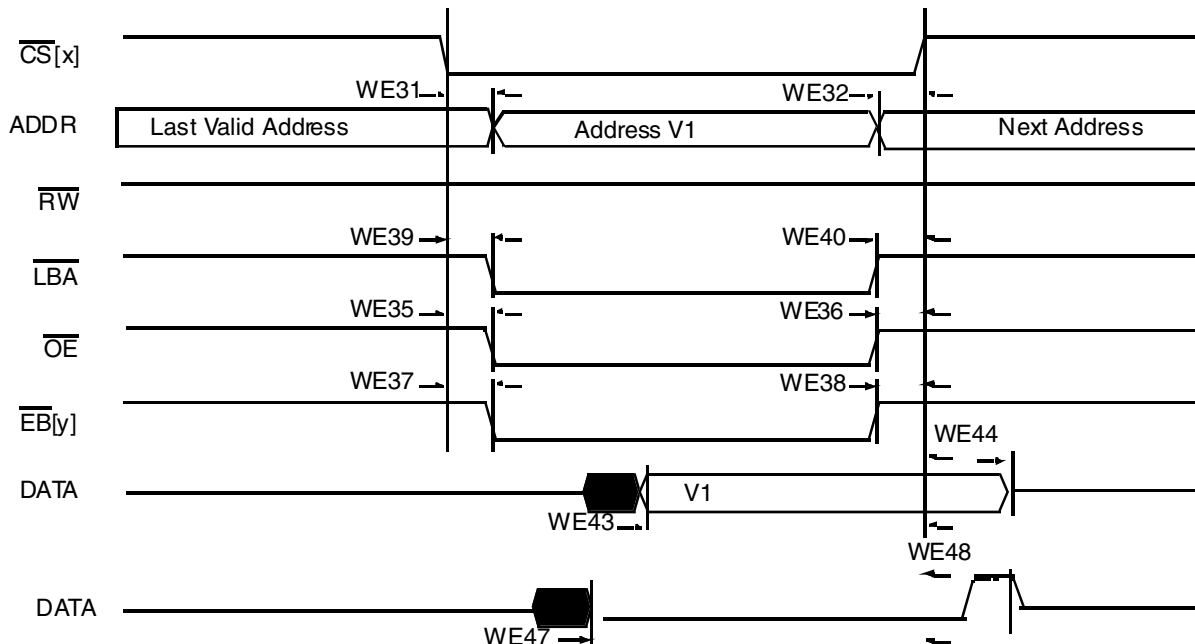 CS[x]
WE31
WE32
ADDR
Last Valid Address
Address V1
Next Address
RW
WE39
WE40
LBA
WE35
WE36
OE
WE37
WE38
EB[y]
WE44
DATA
V1
WE43
WE48
DATA
WE47